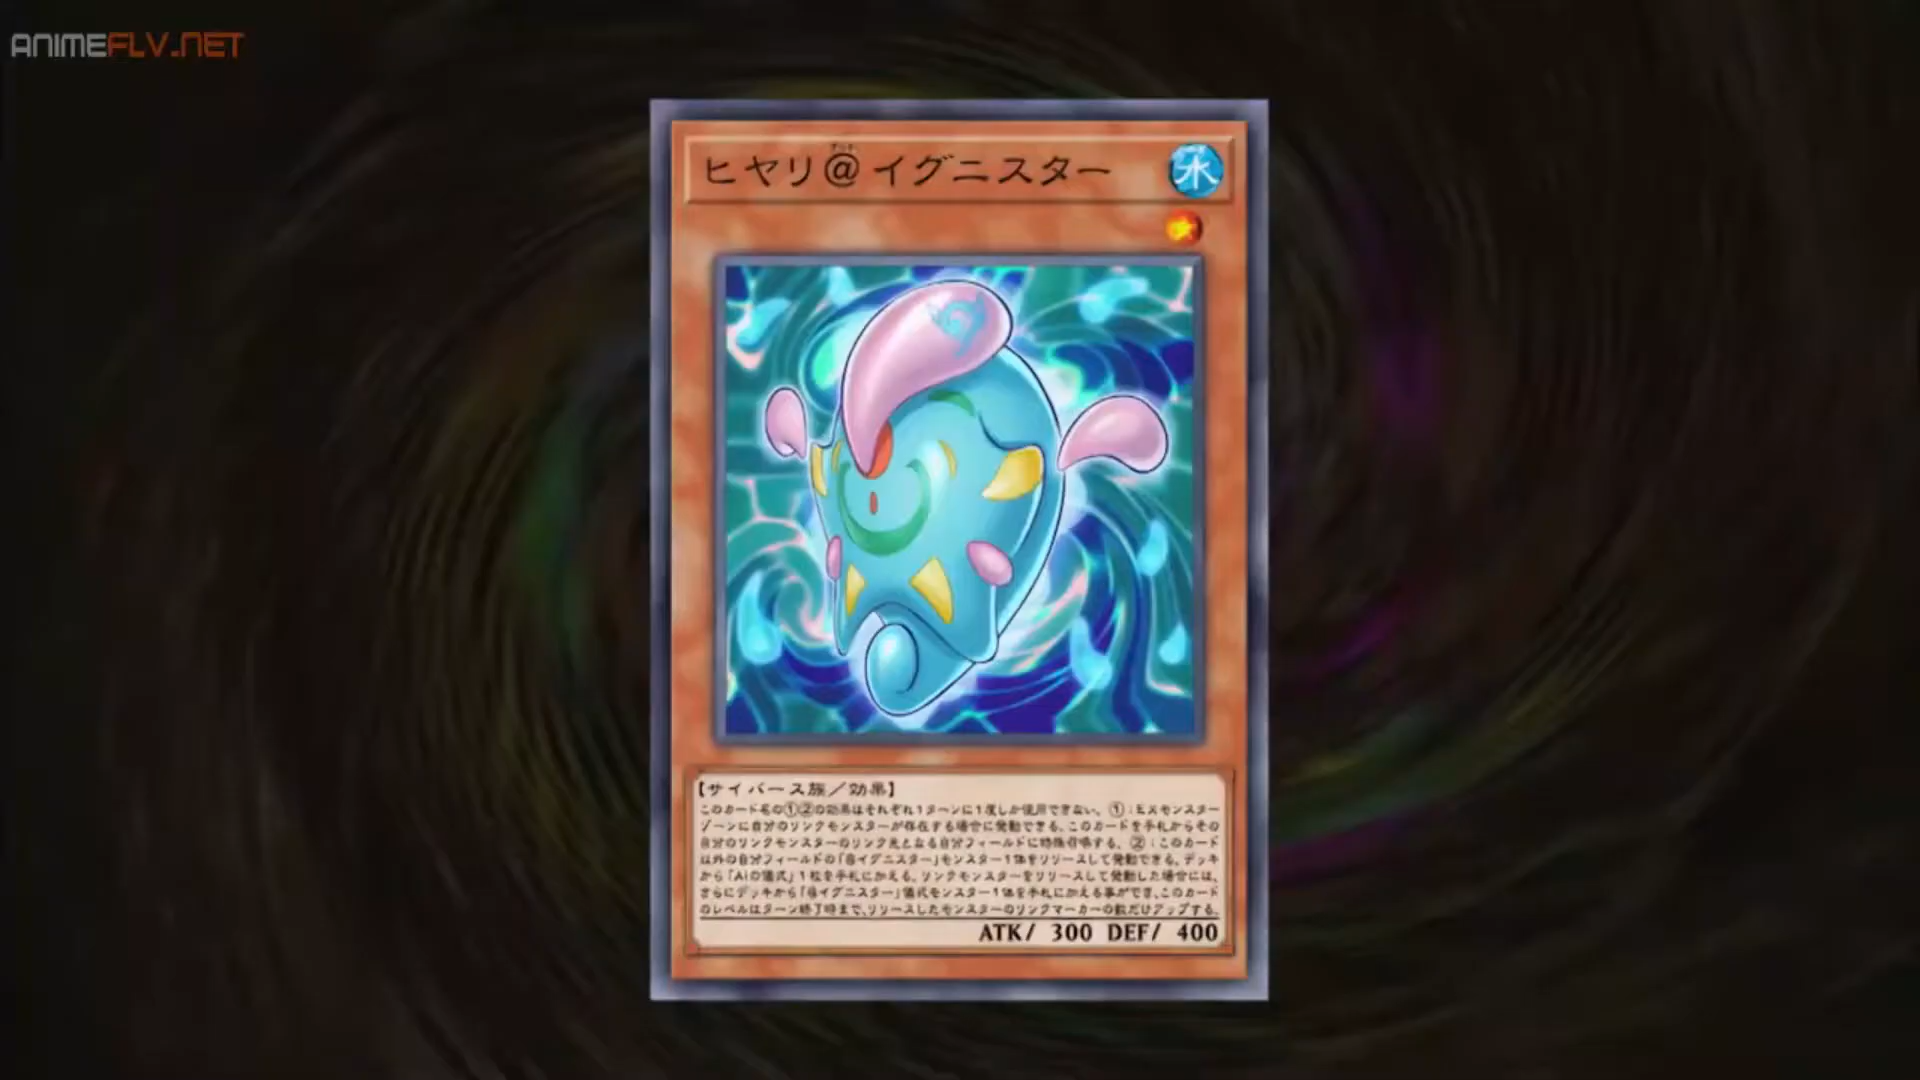 ANIMEFLV.NET
ヒヤリ@イグニスター
水
【サイバース族／効果】
このカード名の①②の効果はそれぞれ1ターンに1度しか使用できない。①：EXモンスター
ゾーンに自分のリンクモンスターが存在する場合に発動できる。このカードを手札からその
自分のリンクモンスターのリンク先となる自分フィールドに特殊召喚する。②：このカード
以外の自分フィールドの「@イグニスター」モンスター1体をリリースして発動できる。デッキ
から「Aiの儀式」1枚を手札に加える。リンクモンスターをリリースして発動した場合には、
さらにデッキから「@イグニスター」儀式モンスター1体を手札に加える事ができ、このカード
のレベルはターン終了時まで、リリースしたモンスターのリンクマーカーの数だけアップする。
ATK/ 300 DEF/ 400